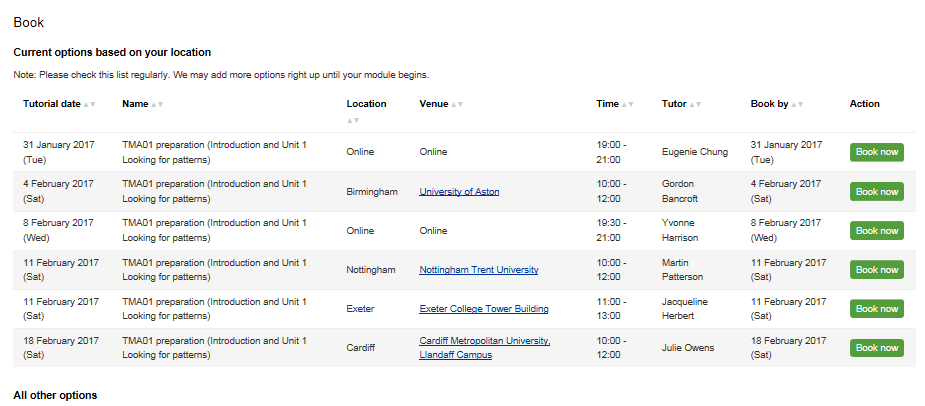 Book
Current options based on your location
Note: Please check this list regularly. We may add more options right up until your module begins.
Tutorial date Name Location Venue Time Tutor Book by Action
31 January 2017 (Tue) TMA01 preparation (Introduction and Unit 1 Looking for patterns) Online Online 19:00 - 21:00 Eugenie Chung 31 January 2017 (Tue) Book now
4 February 2017 (Sat) TMA01 preparation (Introduction and Unit 1 Looking for patterns) Birmingham University of Aston 10:00 - 12:00 Gordon Bancroft 4 February 2017 (Sat) Book now
8 February 2017 (Wed) TMA01 preparation (Introduction and Unit 1 Looking for patterns) Online Online 19:30 - 21:00 Yvonne Harrison 8 February 2017 (Wed) Book now
11 February 2017 (Sat) TMA01 preparation (Introduction and Unit 1 Looking for patterns) Nottingham Nottingham Trent University 10:00 - 12:00 Martin Patterson 11 February 2017 (Sat) Book now
11 February 2017 (Sat) TMA01 preparation (Introduction and Unit 1 Looking for patterns) Exeter Exeter College Tower Building 11:00 - 13:00 Jacqueline Herbert 11 February 2017 (Sat) Book now
18 February 2017 (Sat) TMA01 preparation (Introduction and Unit 1 Looking for patterns) Cardiff Cardiff Metropolitan University, Llandaff Campus 10:00 - 12:00 Julie Owens 18 February 2017 (Sat) Book now
All other options